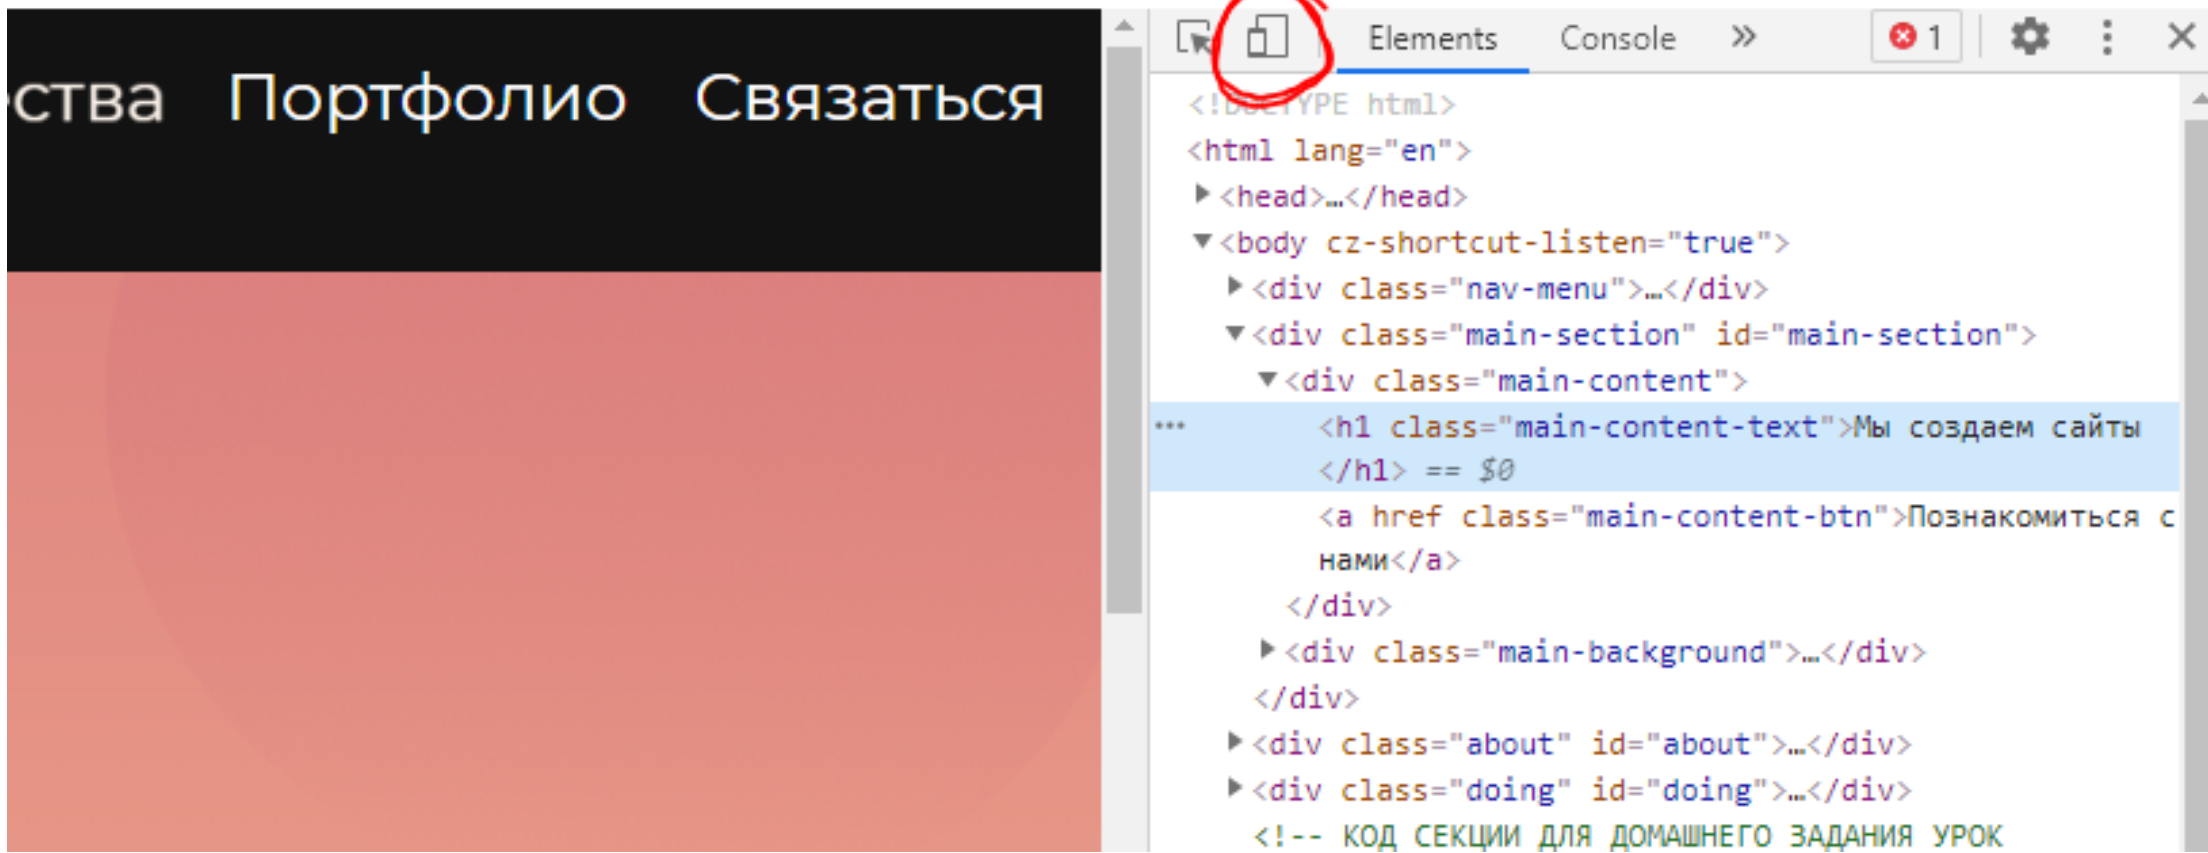 ства Портфолио Связаться
Elements Console » 1
<!DOCTYPE html>
<html lang="en">
<head>…</head>
<body cz-shortcut-listen="true">
<div class="nav-menu">…</div>
<div class="main-section" id="main-section">
<div class="main-content">
<h1 class="main-content-text">Мы создаем сайты
</h1> == $0
<a href class="main-content-btn">Познакомиться с
нами</a>
</div>
<div class="main-background">…</div>
</div>
<div class="about" id="about">…</div>
<div class="doing" id="doing">…</div>
<!-- КОД СЕКЦИИ ДЛЯ ДОМАШНЕГО ЗАДАНИЯ УРОК